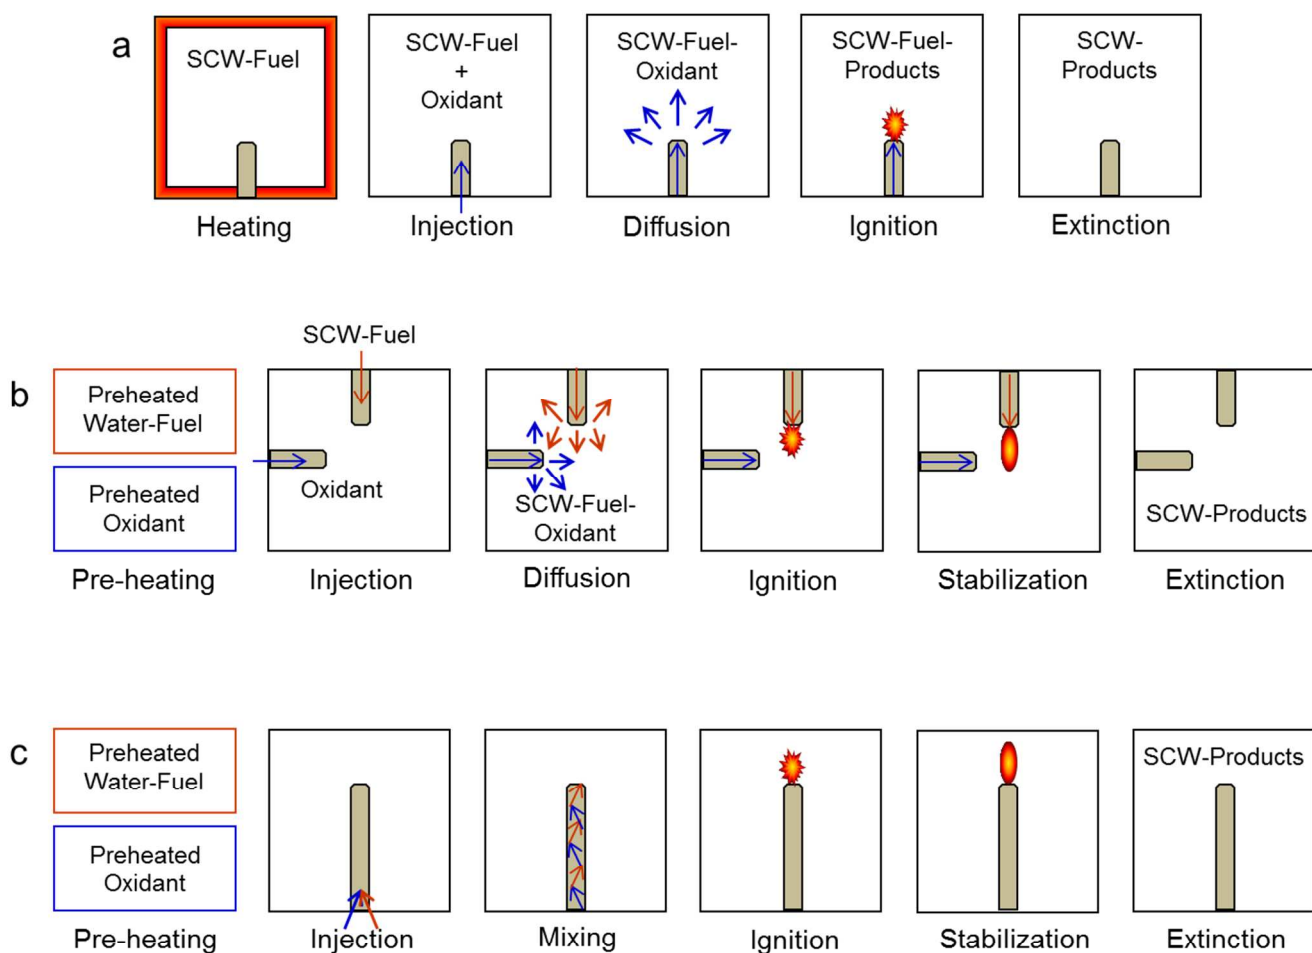 a
SCW-Fuel
SCW-Fuel
+
Oxidant
SCW-Fuel-
Oxidant
SCW-Fuel-
Products
SCW-
Products
Heating
Injection
Diffusion
Ignition
Extinction
b
Preheated
Water-Fuel
Preheated
Oxidant
SCW-Fuel
Oxidant
SCW-Fuel-
Oxidant
SCW-Products
Pre-heating
Injection
Diffusion
Ignition
Stabilization
Extinction
c
Preheated
Water-Fuel
Preheated
Oxidant
SCW-Products
Pre-heating
Injection
Mixing
Ignition
Stabilization
Extinction